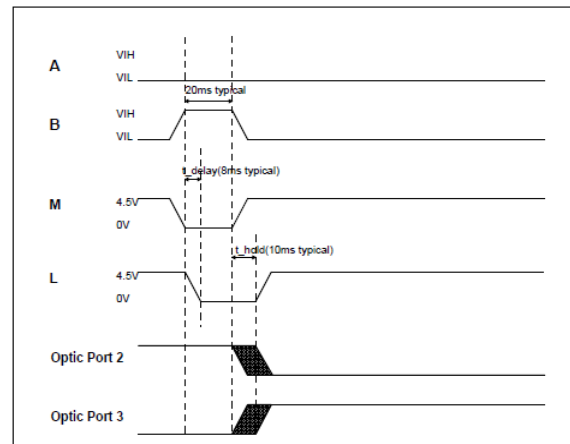 A
VIH
VIL
20ms typical
B
VIH
VIL
t_delay(8ms typical)
M
4.5V
0V
t_hold(10ms typical)
L
4.5V
0V
Optic Port 2
Optic Port 3